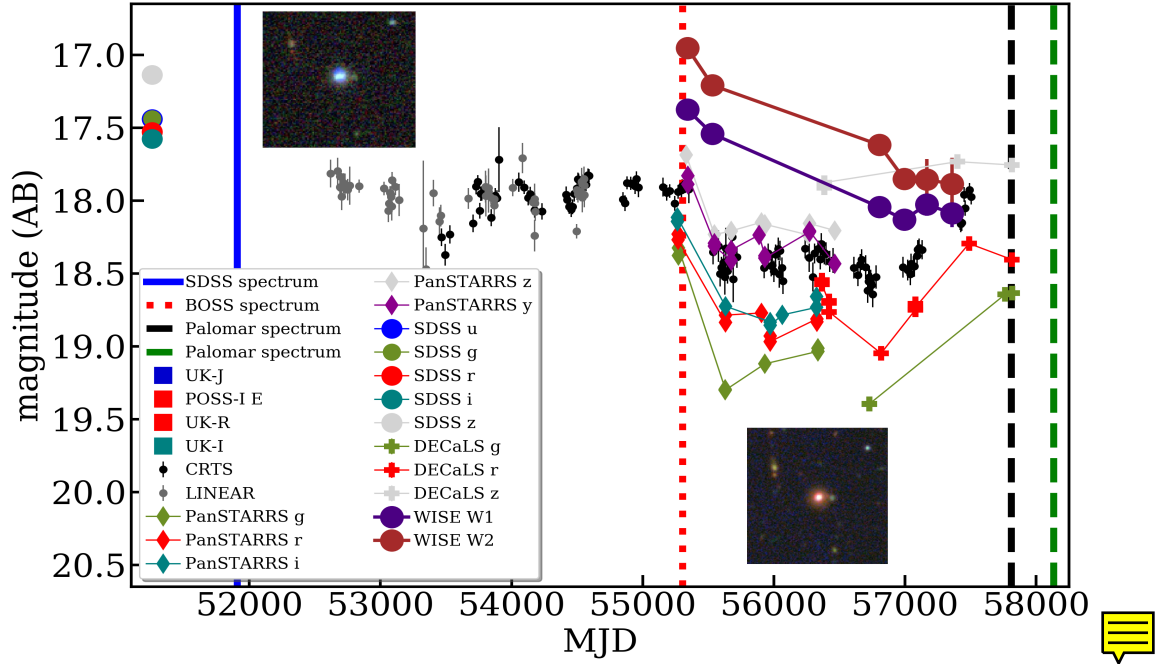 magnitude (AB)
17.0
17.5
18.0
18.5
19.0
19.5
20.0
20.5
SDSS spectrum
BOSS spectrum
Palomar spectrum
Palomar spectrum
UK-J
POSS-I E
UK-R
UK-I
CRTS
LINEAR
PanSTARRS g
PanSTARRS r
PanSTARRS i
PanSTARRS z
PanSTARRS y
SDSS u
SDSS g
SDSS r
SDSS i
SDSS z
DECaLS g
DECaLS r
DECaLS z
WISE W1
WISE W2
52000 53000 54000 55000 56000 57000 58000
MJD